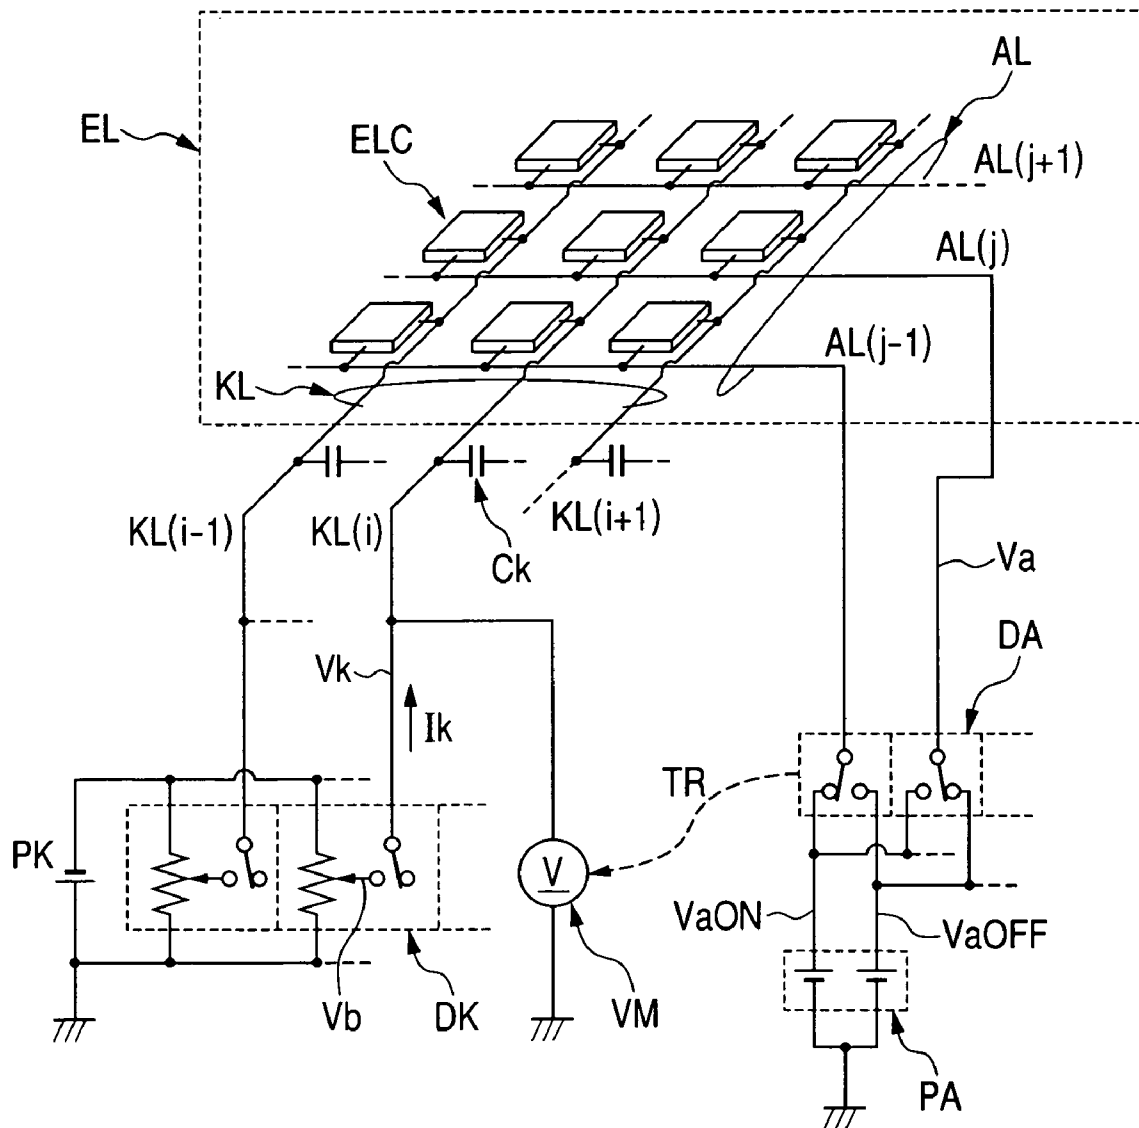 AL
EL
ELC
AL(j+1)
AL(j)
AL(j-1)
KL
KL(i-1)
KL(i)
KL(i+1)
Ck
Va
DA
Vk
Ik
TR
PK
V
VaON
VaOFF
Vb
DK
VM
PA